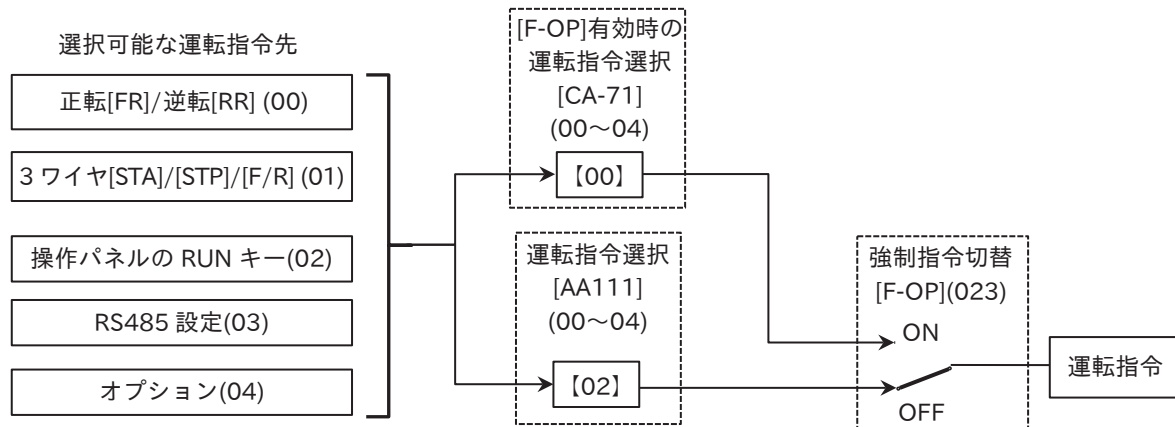 選択可能な運転指令先
正転[FR]/逆転[RR] (00)
3 ワイヤ[STA]/[STP]/[F/R] (01)
操作パネルの RUN キー(02)
RS485 設定(03)
オプション(04)
[F-OP]有効時の
運転指令選択
[CA-71]
(00～04)
【00】
運転指令選択
[AA111]
(00～04)
【02】
強制指令切替
[F-OP](023)
ON
OFF
運転指令